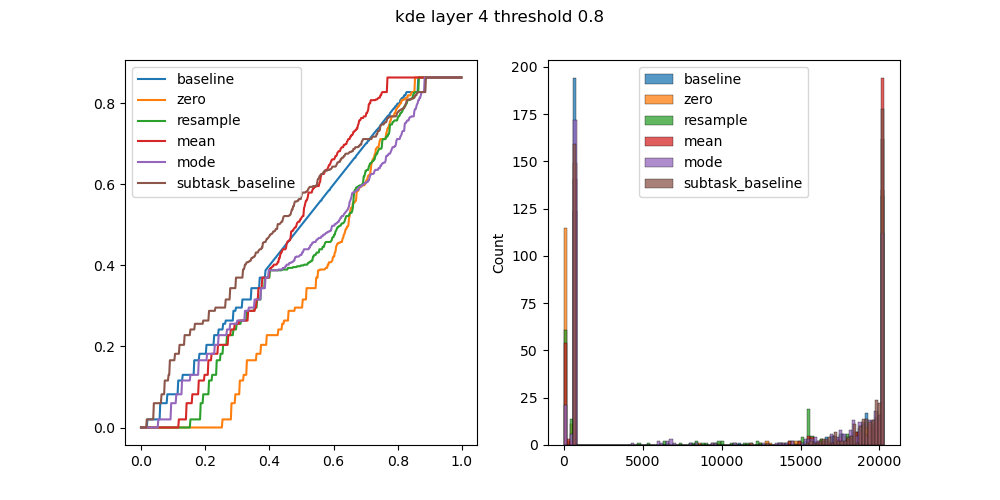 kde layer 4 threshold 0.8
baseline
zero
resample
mean
mode
subtask_baseline
0.8
0.6
0.4
0.2
0.0
0.0 0.2 0.4 0.6 0.8 1.0
baseline
zero
resample
mean
mode
subtask_baseline
Count
200
175
150
125
100
75
50
25
0
0 5000 10000 15000 20000